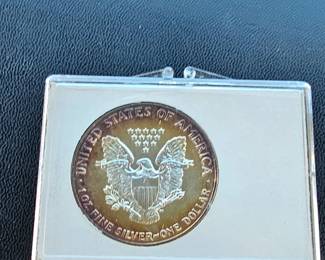 UNITED STATES OF AMERICA
1 OZ. FINE SILVER~ONE DOLLAR